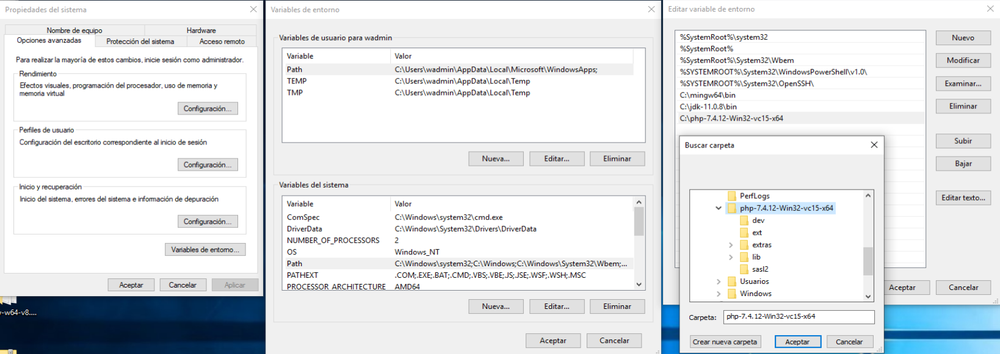 Propiedades del sistema
Nombre de equipo
Hardware
Opciones avanzadas
Protección del sistema
Acceso remoto
Para realizar la mayoría de estos cambios, inicie sesión como administrador.
Rendimiento
Efectos visuales, programación del procesador, uso de memoria y
memoria virtual
Configuración...
Perfiles de usuario
Configuración del escritorio correspondiente al inicio de sesión
Configuración...
Inicio y recuperación
Inicio del sistema, errores del sistema e información de depuración
Configuración...
Variables de entorno...
Aceptar
Cancelar
Aplicar
-w64-v8....
Variables de entorno
Variables de usuario para wadmin
Variable Valor
Path C:\Users\wadmin\AppData\Local\Microsoft\WindowsApps;
TEMP C:\Users\wadmin\AppData\Local\Temp
TMP C:\Users\wadmin\AppData\Local\Temp
Nueva...
Editar...
Eliminar
Variables del sistema
Variable Valor
ComSpec C:\Windows\system32\cmd.exe
DriverData C:\Windows\System32\Drivers\DriverData
NUMBER_OF_PROCESSORS 2
OS Windows_NT
Path C:\Windows\system32;C:\Windows;C:\Windows\System32\Wbem;...
PATHEXT .COM;.EXE;.BAT;.CMD;.VBS;.VBE;.JS;.JSE;.WSF;.WSH;.MSC
PROCESSOR_ARCHITECTURE AMD64
Nueva...
Editar...
Eliminar
Aceptar
Cancelar
Editar variable de entorno
%SystemRoot%\system32
%SystemRoot%
%SystemRoot%\System32\Wbem
%SYSTEMROOT%\System32\WindowsPowerShell\v1.0\
%SYSTEMROOT%\System32\OpenSSH\
C:\mingw64\bin
C:\jdk-11.0.8\bin
C:\php-7.4.12-Win32-vc15-x64
Nuevo
Modificar
Examinar...
Eliminar
Subir
Bajar
Editar texto...
Aceptar
Cancelar
Buscar carpeta
PerfLogs
php-7.4.12-Win32-vc15-x64
dev
ext
extras
lib
sasl2
Usuarios
Windows
Carpeta: php-7.4.12-Win32-vc15-x64
Crear nueva carpeta
Aceptar
Cancelar